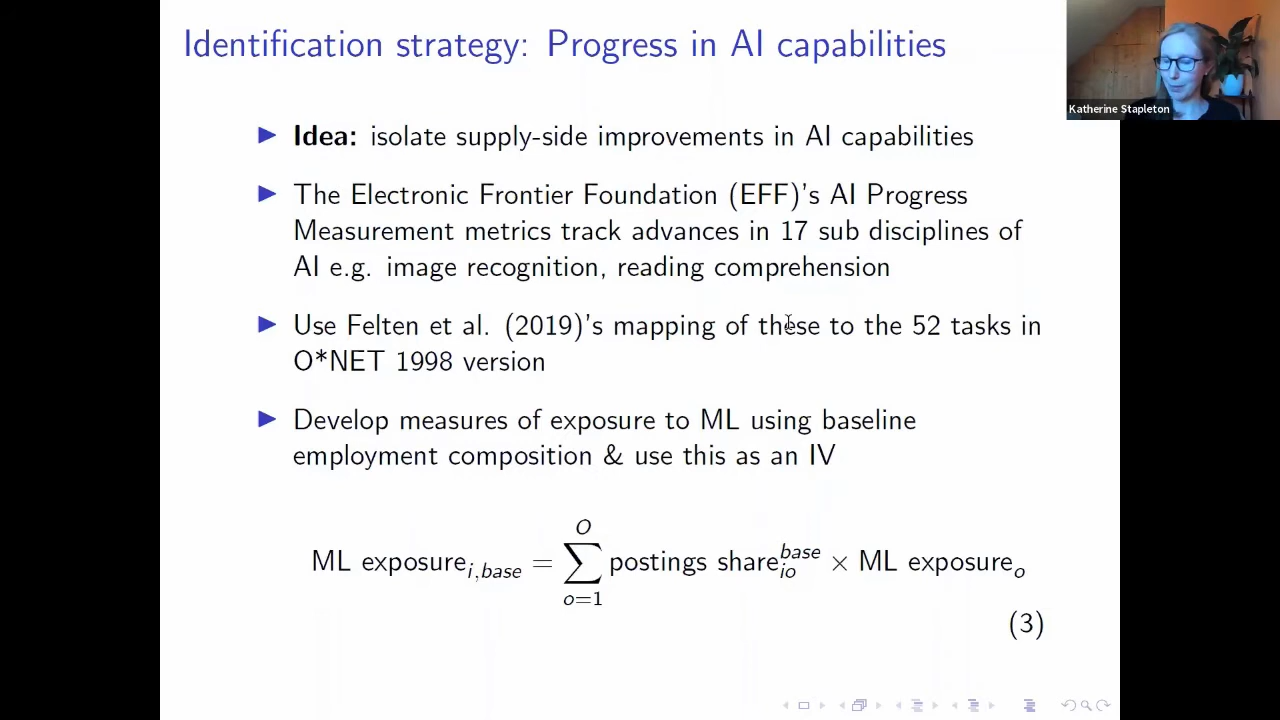 Identification strategy: Progress in AI capabilities
Katherine Stapleton
Idea: isolate supply-side improvements in AI capabilities
The Electronic Frontier Foundation (EFF)'s AI Progress
Measurement metrics track advances in 17 sub disciplines of
AI e.g. image recognition, reading comprehension
Use Felten et al. (2019)'s mapping of these to the 52 tasks in
O*NET 1998 version
Develop measures of exposure to ML using baseline
employment composition & use this as an IV
ML exposure_{i,base} = \sum_{o=1}^{O} postings share_{io}^{base} × ML exposure_o
(3)